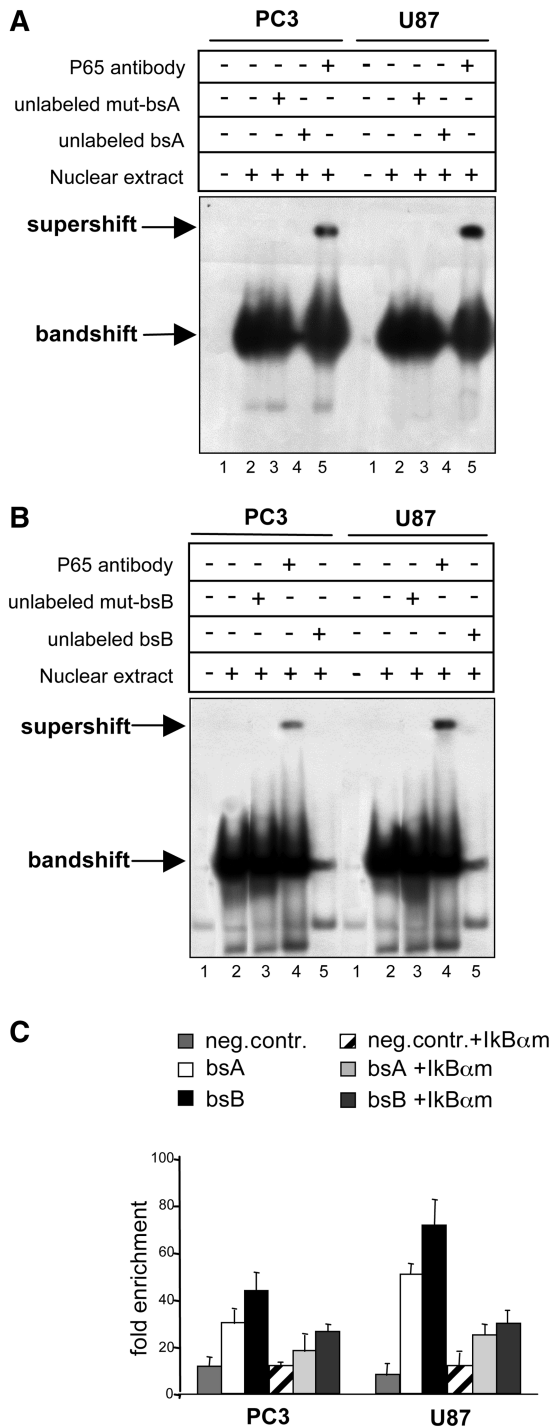 A
PC3 U87
P65 antibody - - - - + - - - - +
unlabeled mut-bsA - - + - - - - + - -
unlabeled bsA - - - + - - - - + -
Nuclear extract - + + + + - + + + +
supershift
bandshift
1 2 3 4 5 1 2 3 4 5
B
PC3 U87
P65 antibody - - - + - - - - + -
unlabeled mut-bsB - - + - - - - + - -
unlabeled bsB - - - - + - - - - +
Nuclear extract - + + + + - + + + +
supershift
bandshift
1 2 3 4 5 1 2 3 4 5
C
neg.contr. neg.contr.+IkBαm
bsA bsA +IkBαm
bsB bsB +IkBαm
fold enrichment
100
80
60
40
20
0
PC3 U87